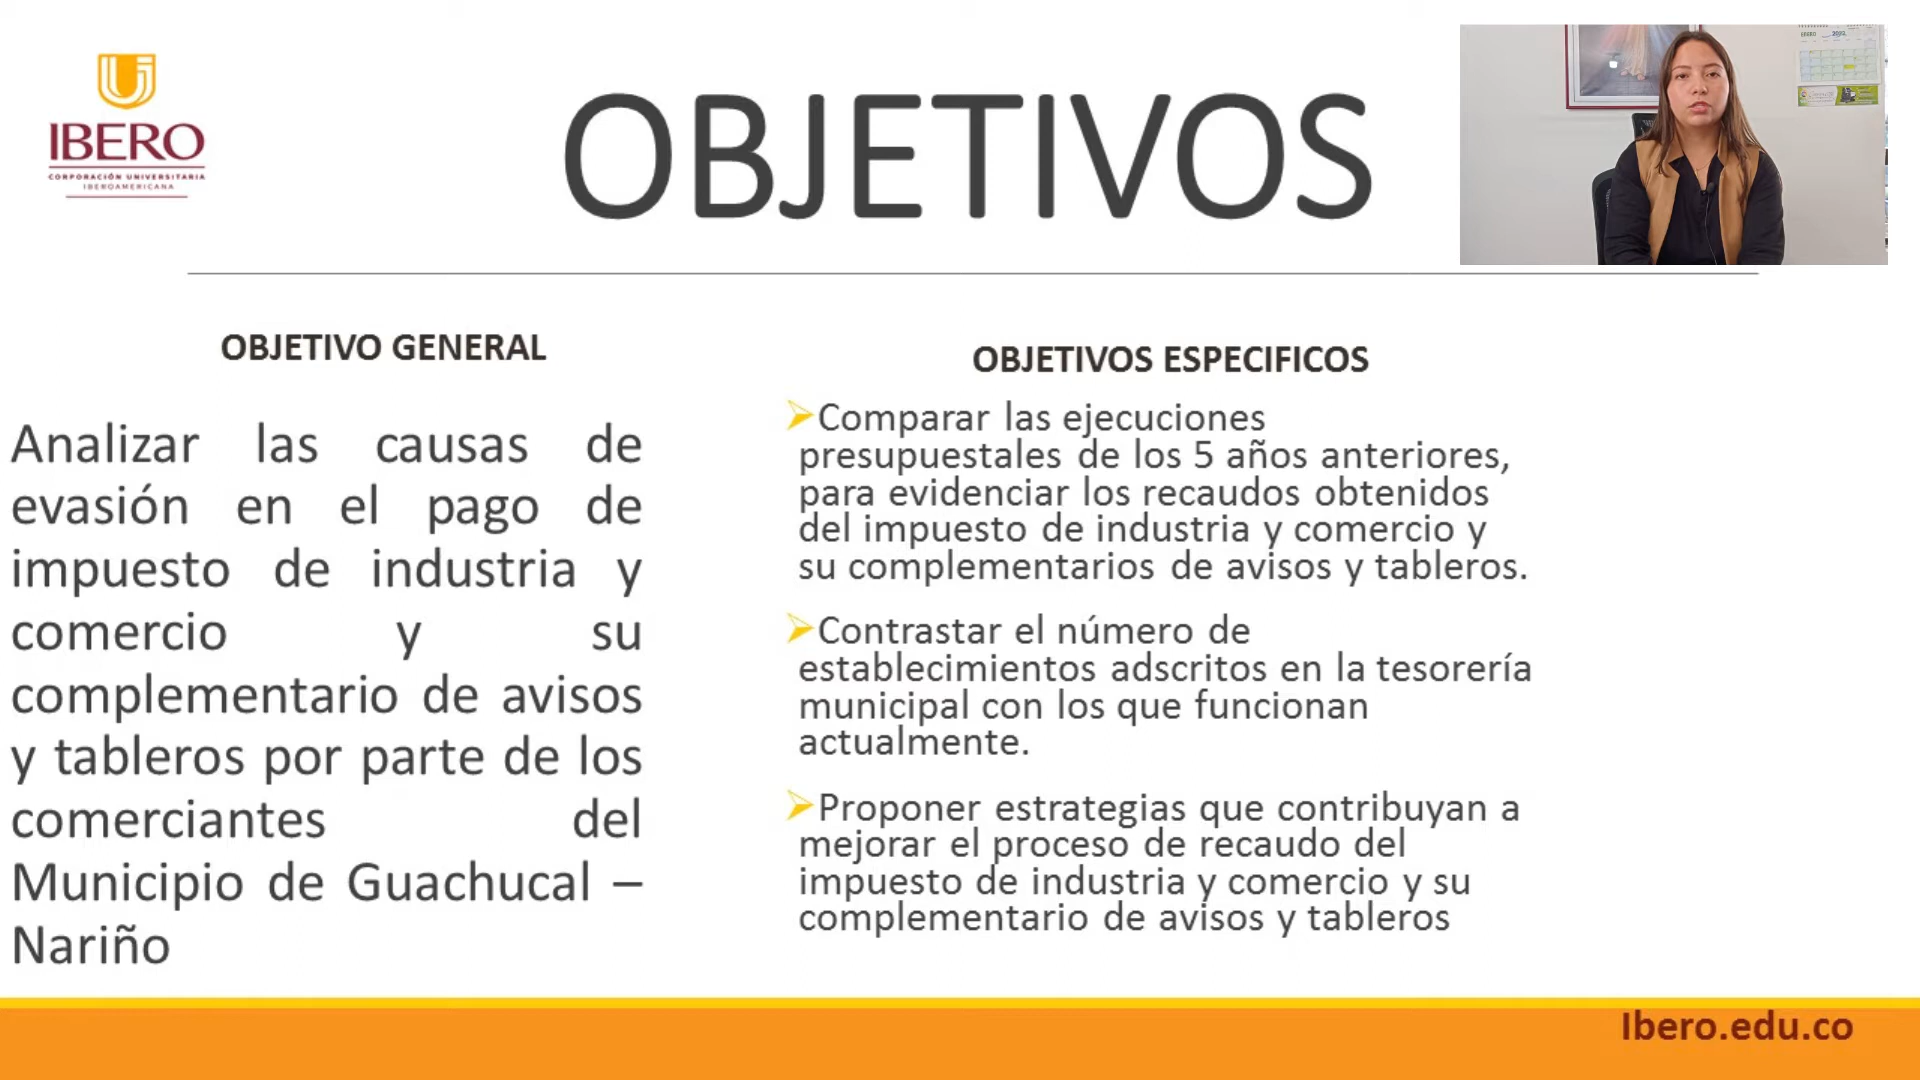 IBERO
CORPORACIÓN UNIVERSITARIA
IBEROAMERICANA
OBJETIVOS
ENERO 2023
OBJETIVO GENERAL
Analizar las causas de
evasión en el pago de
impuesto de industria y
comercio y su
complementario de avisos
y tableros por parte de los
comerciantes del
Municipio de Guachucal –
Nariño
OBJETIVOS ESPECIFICOS
Comparar las ejecuciones
presupuestales de los 5 años anteriores,
para evidenciar los recaudos obtenidos
del impuesto de industria y comercio y
su complementarios de avisos y tableros.
Contrastar el número de
establecimientos adscritos en la tesorería
municipal con los que funcionan
actualmente.
Proponer estrategias que contribuyan a
mejorar el proceso de recaudo del
impuesto de industria y comercio y su
complementario de avisos y tableros
Ibero.edu.co